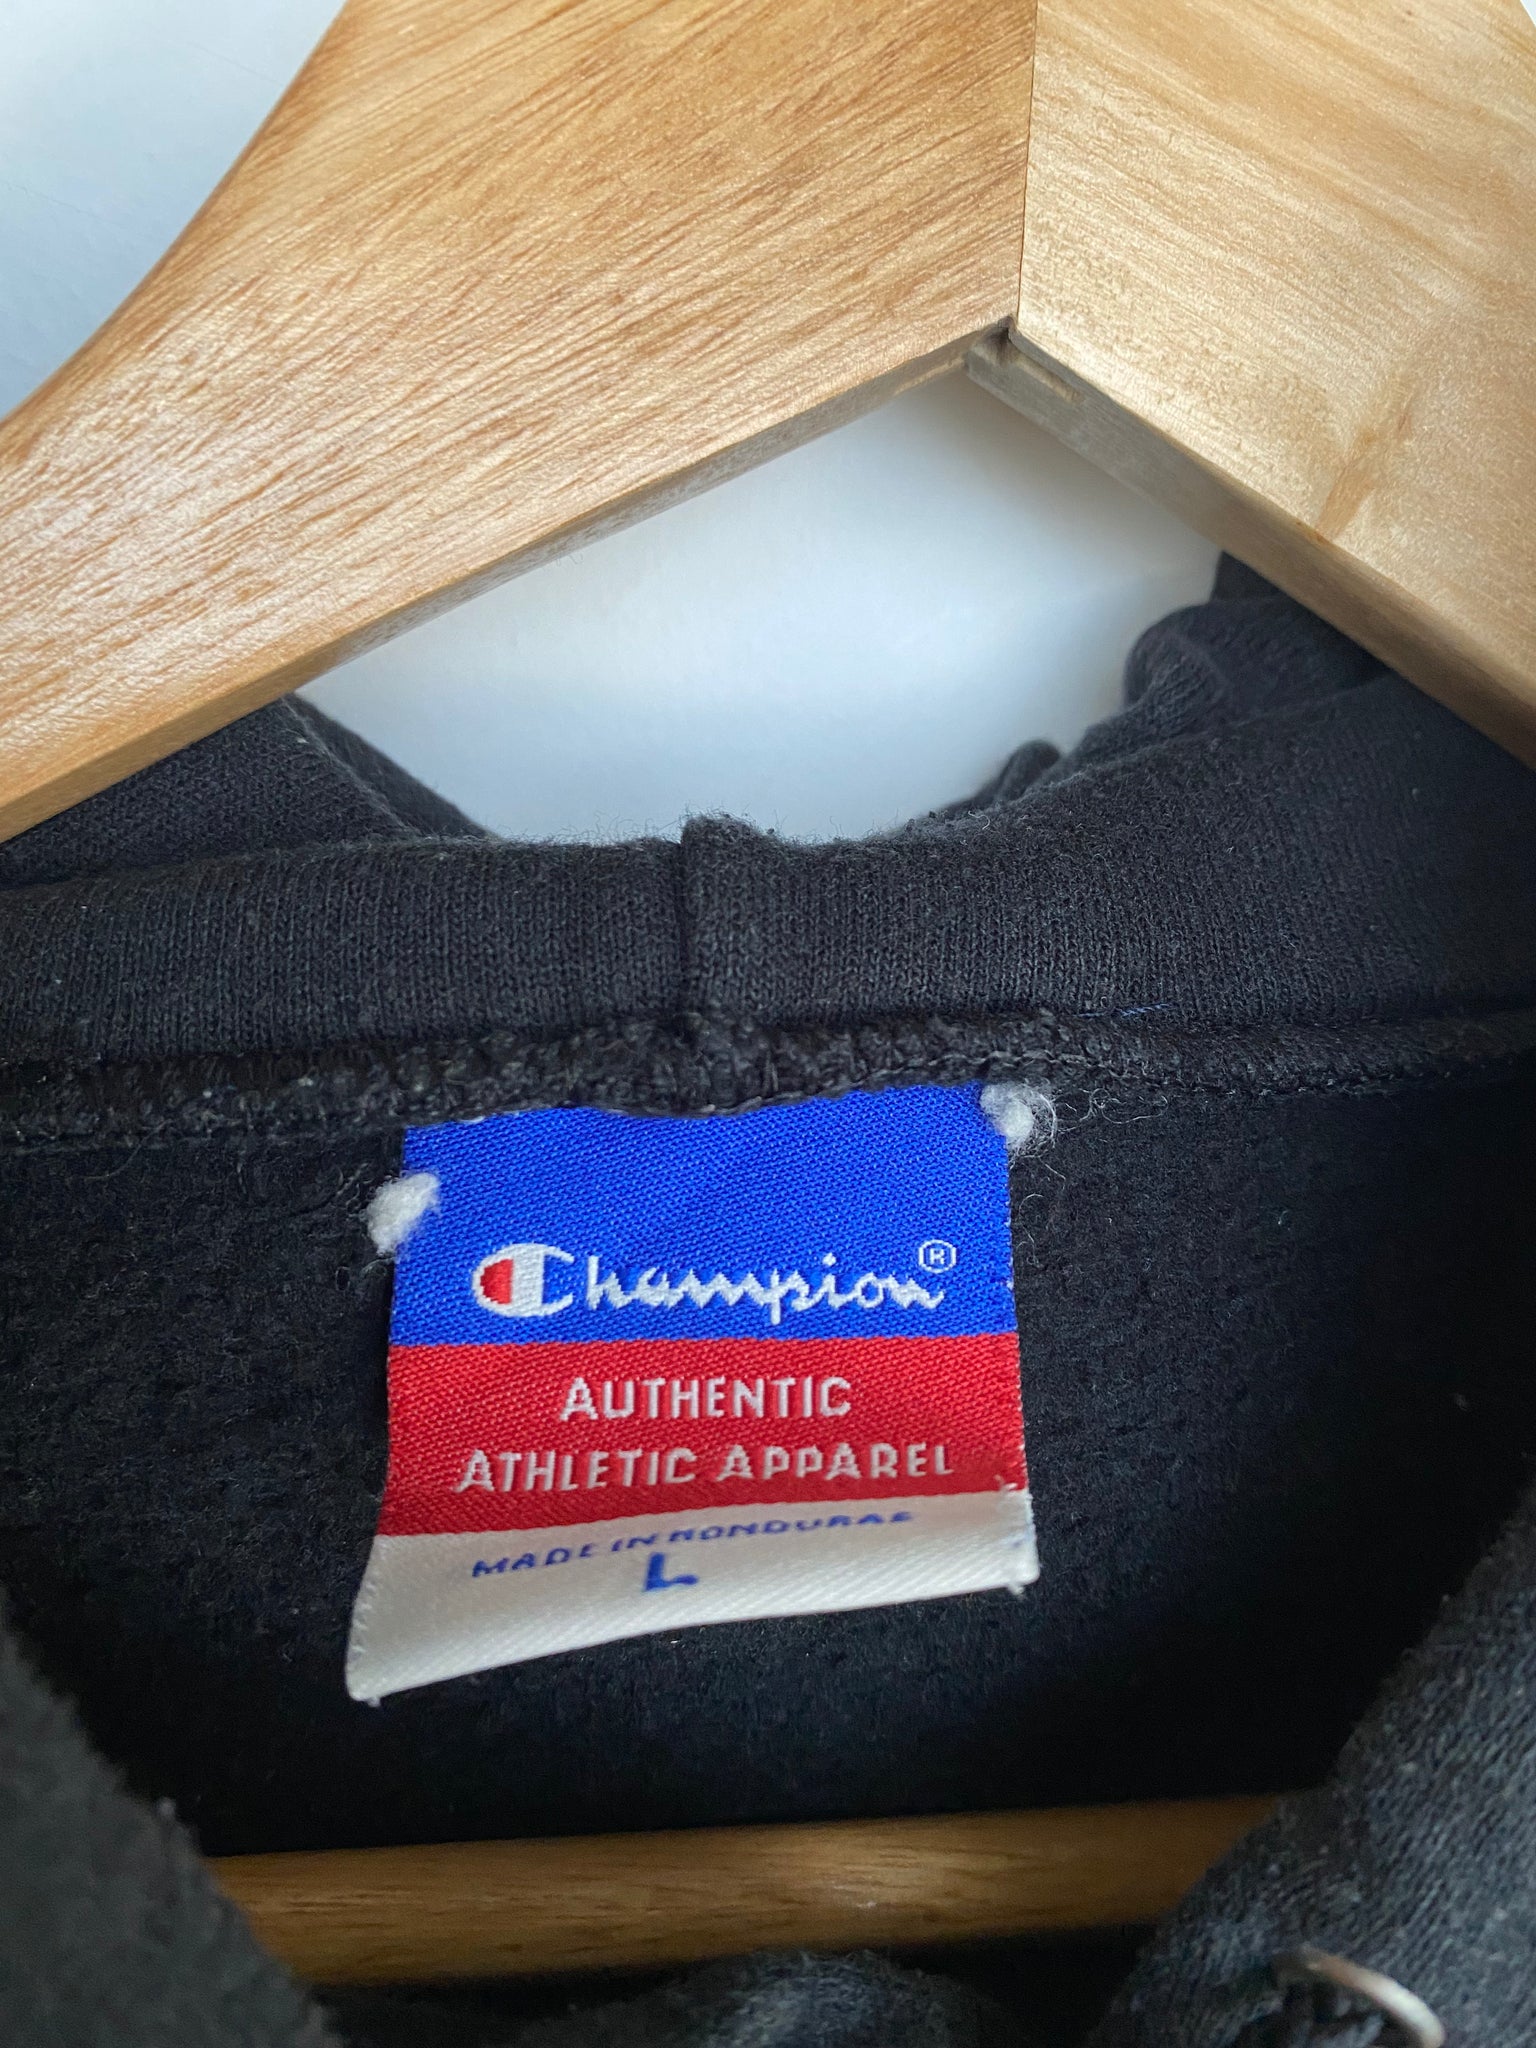 Champion®
AUTHENTIC
ATHLETIC APPAREL
MADE IN HONDURAS
L